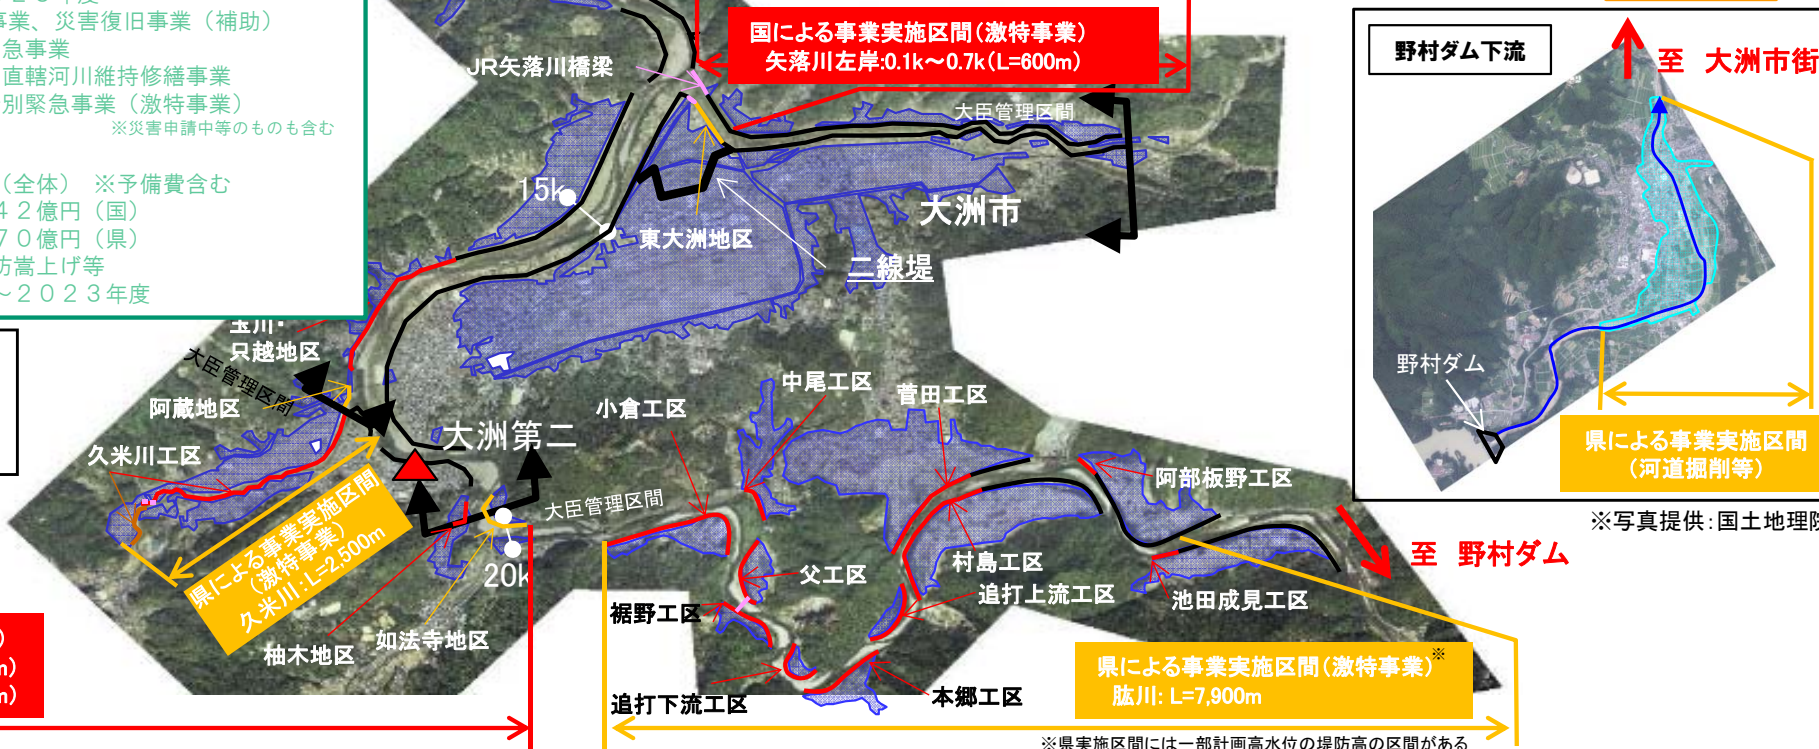 事業、災害復旧事業（補助）
急事業
直轄河川維持修繕事業
別緊急事業（激特事業）
※災害申請中等のものも含む
（全体）　※予備費含む
４２億円（国）
７０億円（県）
防嵩上げ等
～２０２３年度
国による事業実施区間（激特事業）
矢落川左岸:0.1k～0.7k（L=600m）
JR矢落川橋梁
大臣管理区間
15k
東大洲地区
大洲市
二線堤
玉川・
只越地区
大臣管理区間
阿蔵地区
久米川工区
大洲第二
小倉工区
中尾工区
菅田工区
阿部板野工区
大臣管理区間
20k
県による事業実施区間
（激特事業）
久米川:L=2,500m
柚木地区
如法寺地区
父工区
裾野工区
村島工区
追打上流工区
池田成見工区
追打下流工区
本郷工区
県による事業実施区間（激特事業）※
肱川: L=7,900m
※県実施区間には一部計画高水位の堤防高の区間がある
m)
m)
野村ダム下流
至　大洲市街
野村ダム
県による事業実施区間
（河道掘削等）
※写真提供：国土地理院
至　野村ダム